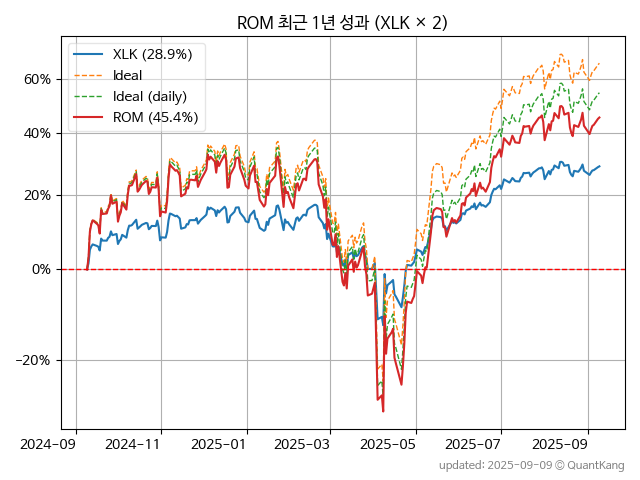 ROM 최근 1년 성과 (XLK × 2)
XLK (28.9%)
Ideal
Ideal (daily)
ROM (45.4%)
60%
40%
20%
0%
−20%
2024−09 2024−11 2025−01 2025−03 2025−05 2025−07 2025−09
updated: 2025-09-09 © QuantKang